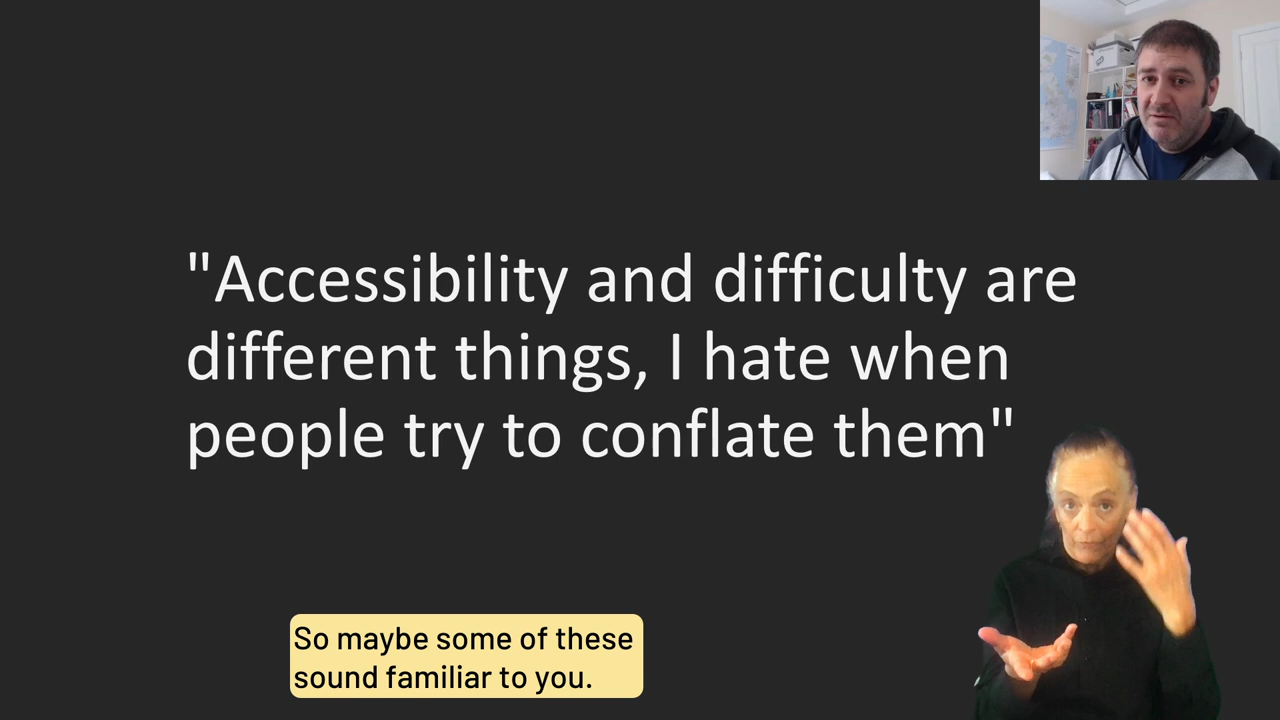 "Accessibility and difficulty are
different things, I hate when
people try to conflate them"
So maybe some of these
sound familiar to you.